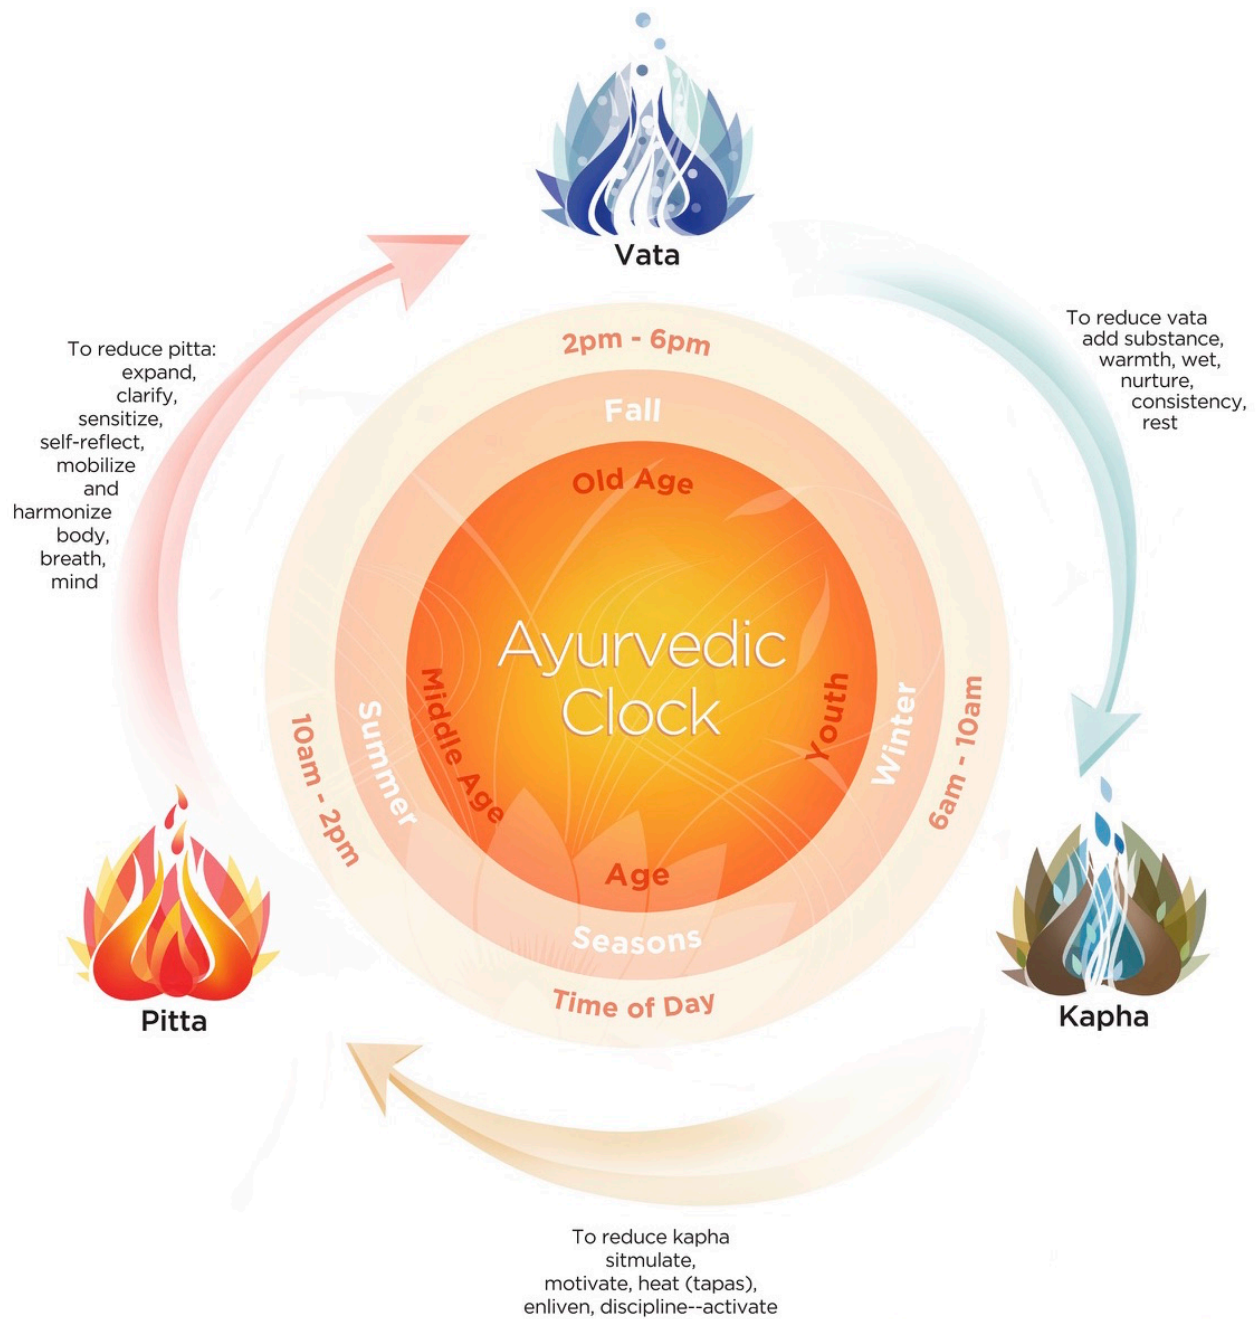 Vata
To reduce pitta:
expand,
clarify,
sensitize,
self-reflect,
mobilize
and
harmonize
body,
breath,
mind
To reduce vata
add substance,
warmth, wet,
nurture,
consistency,
rest
2pm - 6pm
Fall
Old Age
Ayurvedic
Clock
Middle Age
Summer
10am - 2pm
Youth
Winter
6am - 10am
Age
Seasons
Time of Day
Pitta
Kapha
To reduce kapha
sitmulate,
motivate, heat (tapas),
enliven, discipline--activate